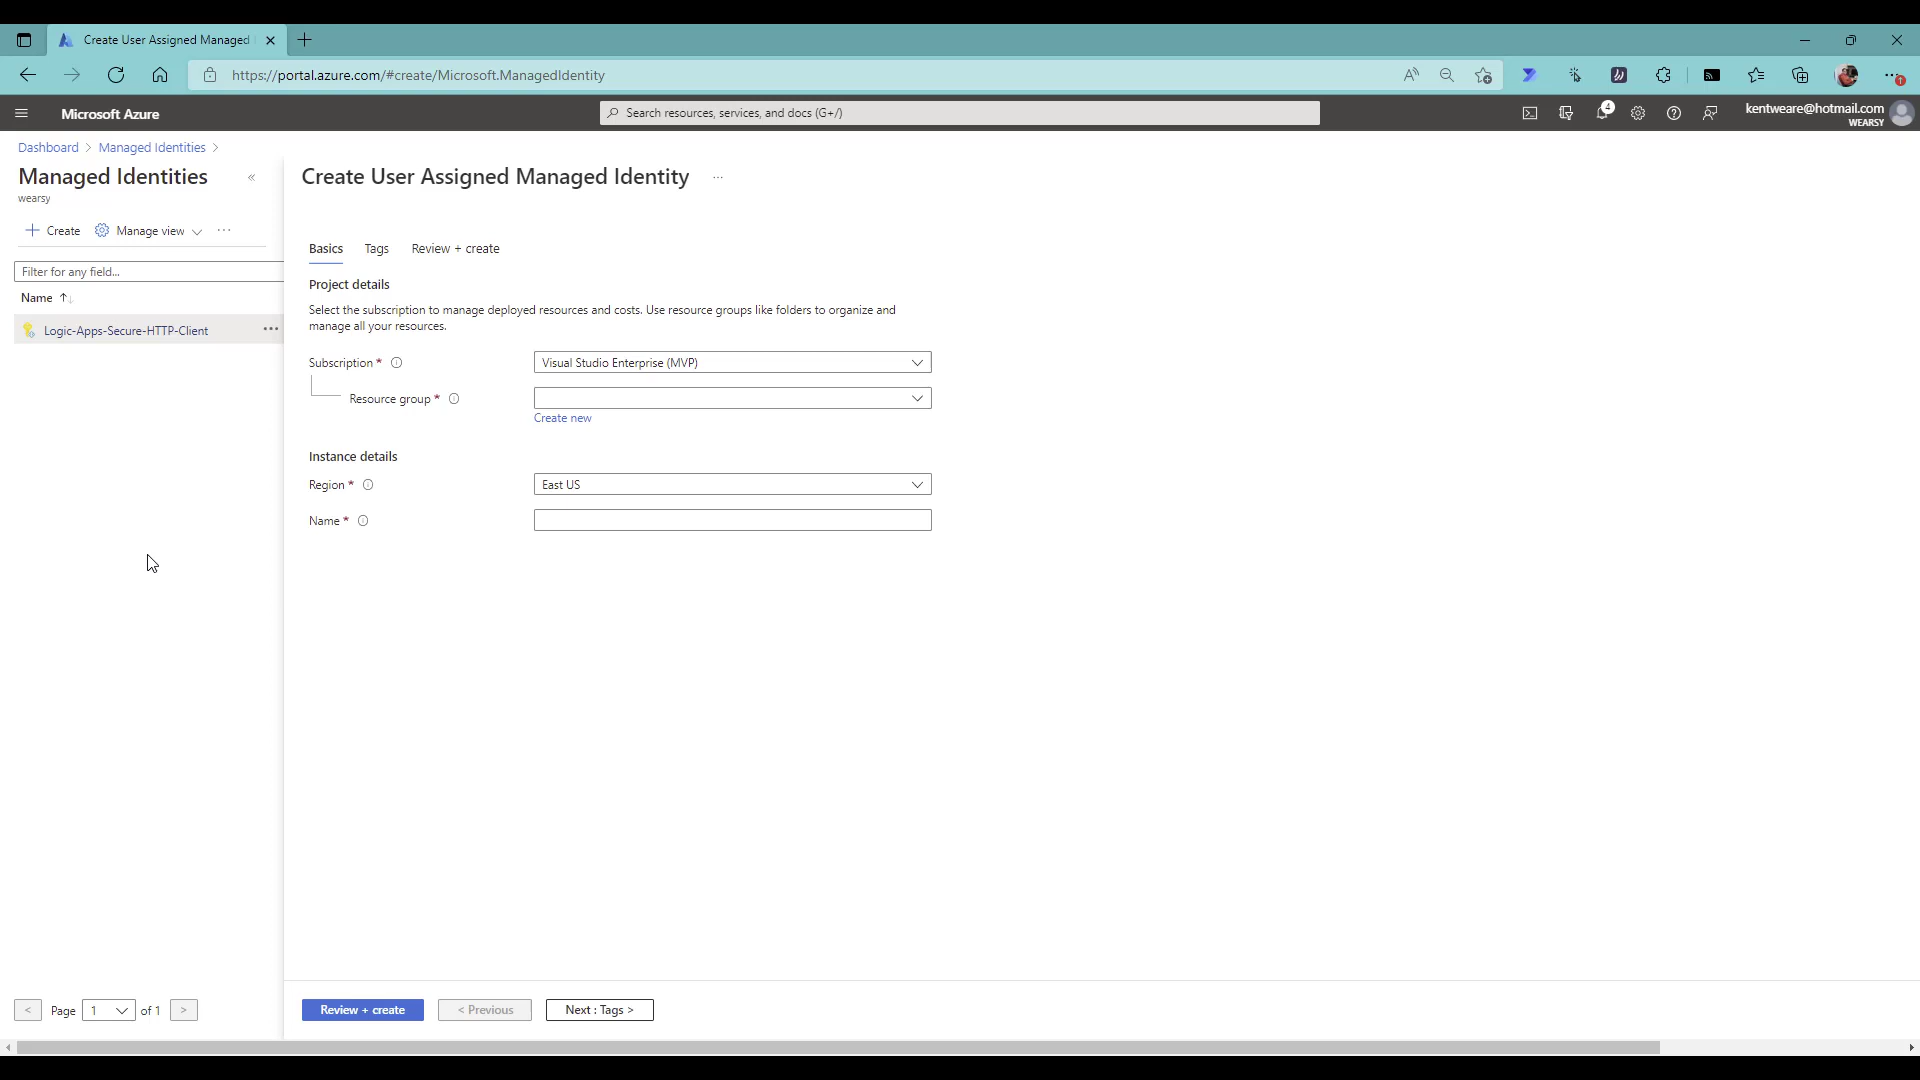 Create User Assigned Managed
https://portal.azure.com/#create/Microsoft.ManagedIdentity
Microsoft Azure
Search resources, services, and docs (G+/)
4
kentweare@hotmail.com
WEARSY
Dashboard > Managed Identities >
Managed Identities
«
wearsy
Create User Assigned Managed Identity
...
+ Create
Manage view
...
Basics
Tags
Review + create
Filter for any field...
Name ↑↓
Logic-Apps-Secure-HTTP-Client
...
Project details
Select the subscription to manage deployed resources and costs. Use resource groups like folders to organize and
manage all your resources.
Subscription *
Visual Studio Enterprise (MVP)
Resource group *
Create new
Instance details
Region *
East US
Name *
< Page 1 of 1 >
Review + create
< Previous
Next : Tags >